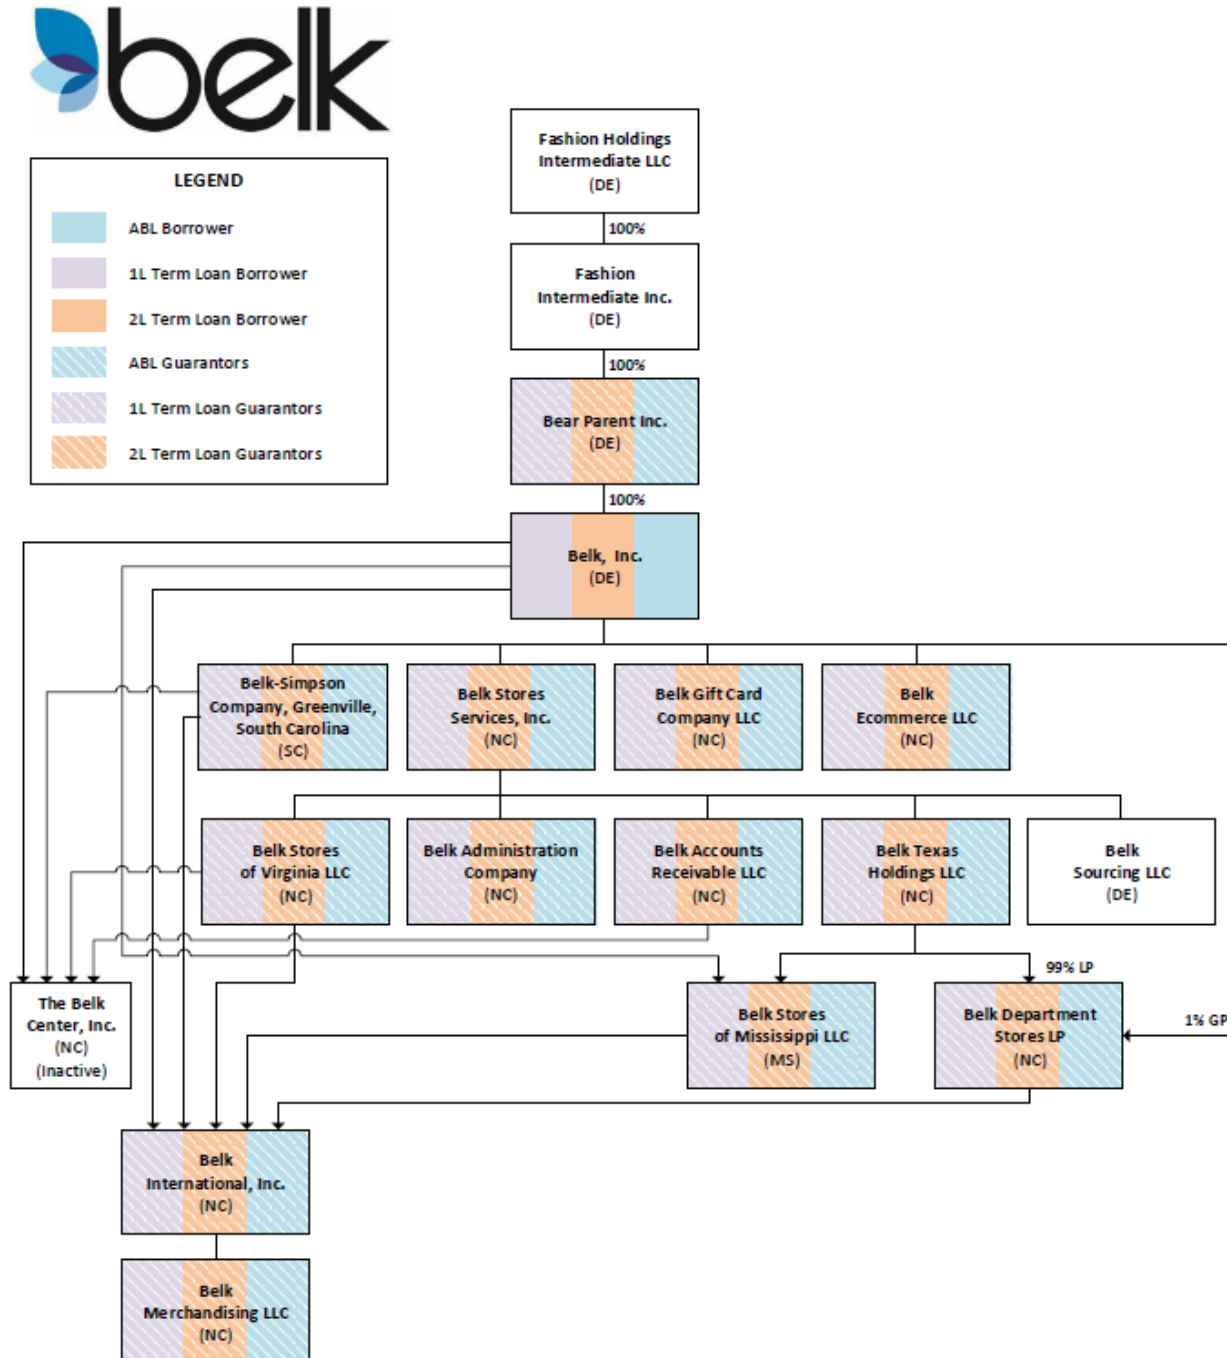 belk
LEGEND
ABL Borrower
1L Term Loan Borrower
2L Term Loan Borrower
ABL Guarantors
1L Term Loan Guarantors
2L Term Loan Guarantors
Fashion Holdings
Intermediate LLC
(DE)
100%
Fashion
Intermediate Inc.
(DE)
100%
Bear Parent Inc.
(DE)
100%
Belk, Inc.
(DE)
Belk-Simpson
Company, Greenville,
South Carolina
(SC)
Belk Stores
Services, Inc.
(NC)
Belk Gift Card
Company LLC
(NC)
Belk
Ecommerce LLC
(NC)
Belk Stores
of Virginia LLC
(NC)
Belk Administration
Company
(NC)
Belk Accounts
Receivable LLC
(NC)
Belk Texas
Holdings LLC
(NC)
Belk
Sourcing LLC
(DE)
99% LP
The Belk
Center, Inc.
(NC)
(Inactive)
Belk Stores
of Mississippi LLC
(MS)
Belk Department
Stores LP
(NC)
1% GP
Belk
International, Inc.
(NC)
Belk
Merchandising LLC
(NC)